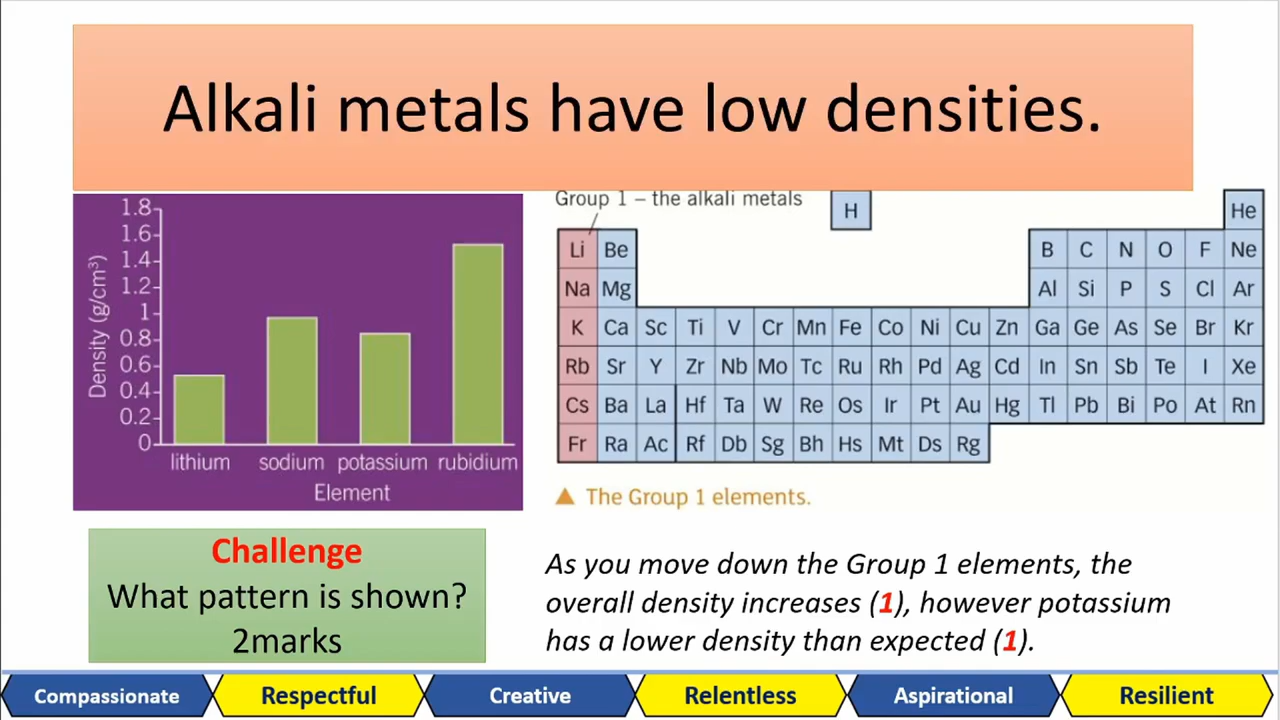 Alkali metals have low densities.
1.8
1.6
1.4
1.2
1
0.8
0.6
0.4
0.2
0
Density (g/cm³)
lithium sodium potassium rubidium
Element
Group 1 – the alkali metals
H He
Li Be B C N O F Ne
Na Mg Al Si P S Cl Ar
K Ca Sc Ti V Cr Mn Fe Co Ni Cu Zn Ga Ge As Se Br Kr
Rb Sr Y Zr Nb Mo Tc Ru Rh Pd Ag Cd In Sn Sb Te I Xe
Cs Ba La Hf Ta W Re Os Ir Pt Au Hg Tl Pb Bi Po At Rn
Fr Ra Ac Rf Db Sg Bh Hs Mt Ds Rg
The Group 1 elements.
Challenge
What pattern is shown?
2marks
As you move down the Group 1 elements, the
overall density increases (1), however potassium
has a lower density than expected (1).
Compassionate Respectful Creative Relentless Aspirational Resilient